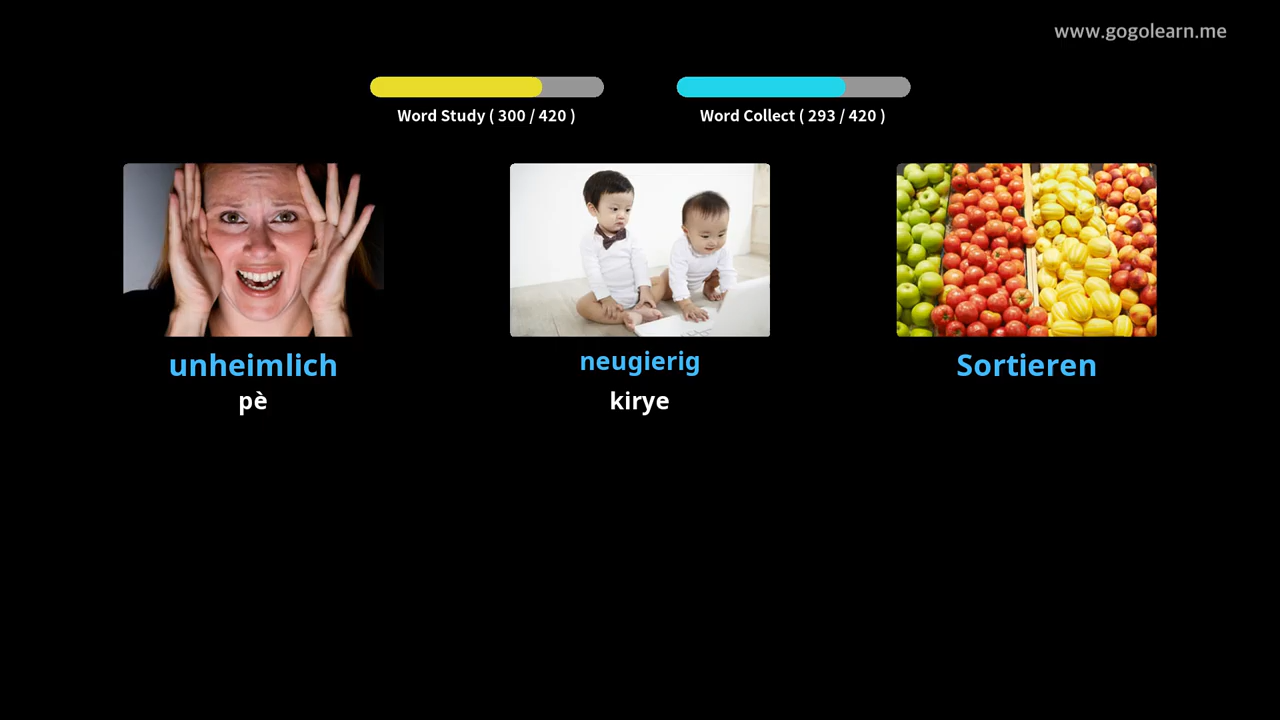 www.gogolearn.me
Word Study ( 300 / 420 )
Word Collect ( 293 / 420 )
unheimlich
pè
neugierig
kirye
Sortieren